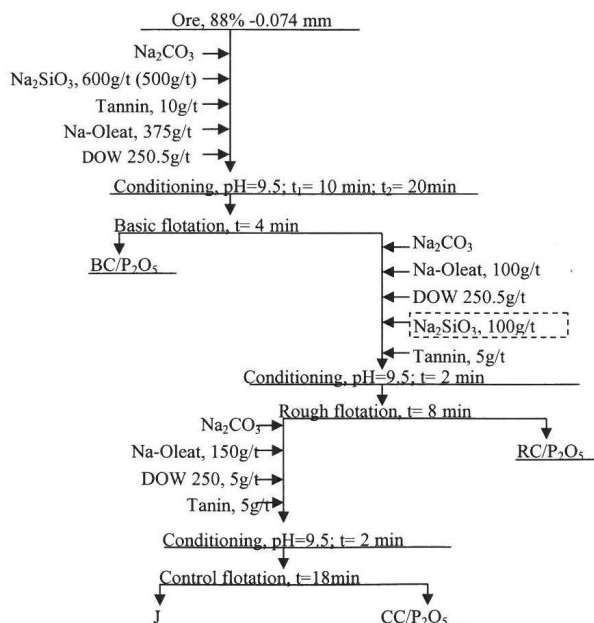 Ore, 88% -0.074 mm
Na₂CO₃
Na₂SiO₃, 600g/t (500g/t)
Tannin, 10g/t
Na-Oleat, 375g/t
DOW 250.5g/t
Conditioning, pH=9.5; t₁= 10 min; t₂= 20min
Basic flotation, t= 4 min
BC/P₂O₅
Na₂CO₃
Na-Oleat, 100g/t
DOW 250.5g/t
Na₂SiO₃, 100g/t
Tannin, 5g/t
Conditioning, pH=9.5; t= 2 min
Rough flotation, t= 8 min
RC/P₂O₅
Na₂CO₃
Na-Oleat, 150g/t
DOW 250, 5g/t
Tanin, 5g/t
Conditioning, pH=9.5; t= 2 min
Control flotation, t=18min
J
CC/P₂O₅